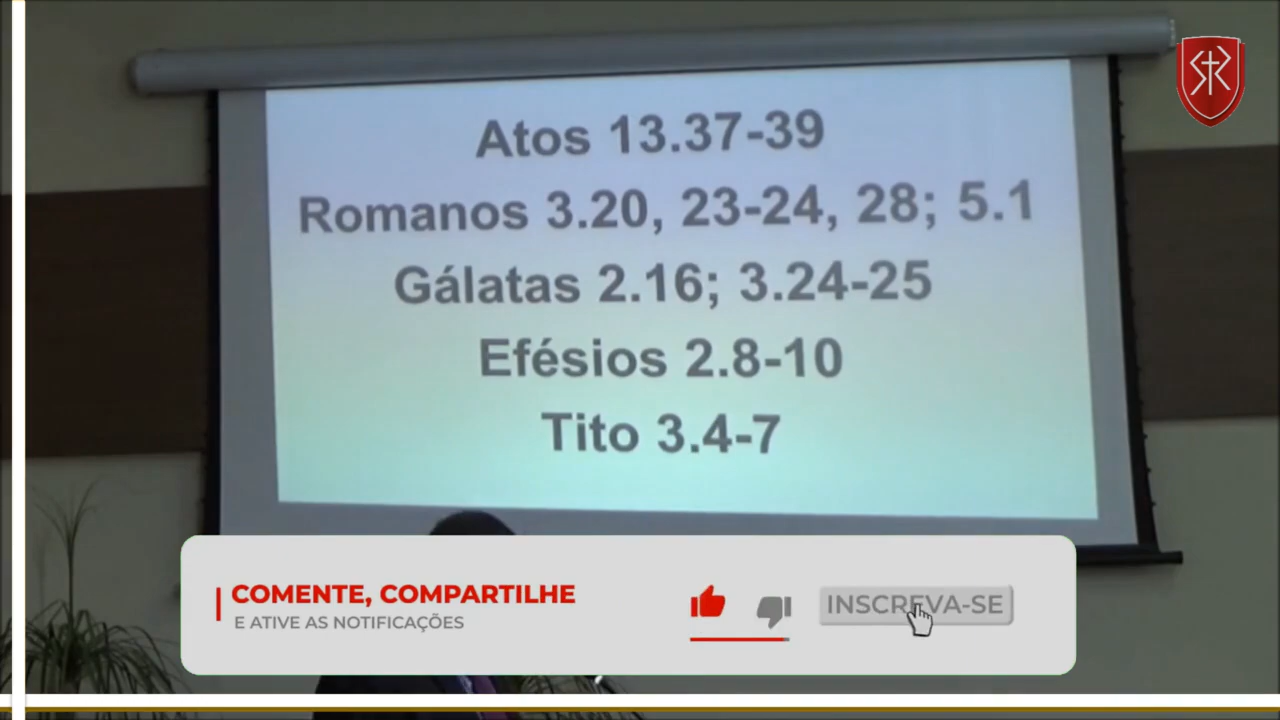 Atos 13.37-39
Romanos 3.20, 23-24, 28; 5.1
Gálatas 2.16; 3.24-25
Efésios 2.8-10
Tito 3.4-7
COMENTE, COMPARTILHE
E ATIVE AS NOTIFICAÇÕES
INSCREVA-SE